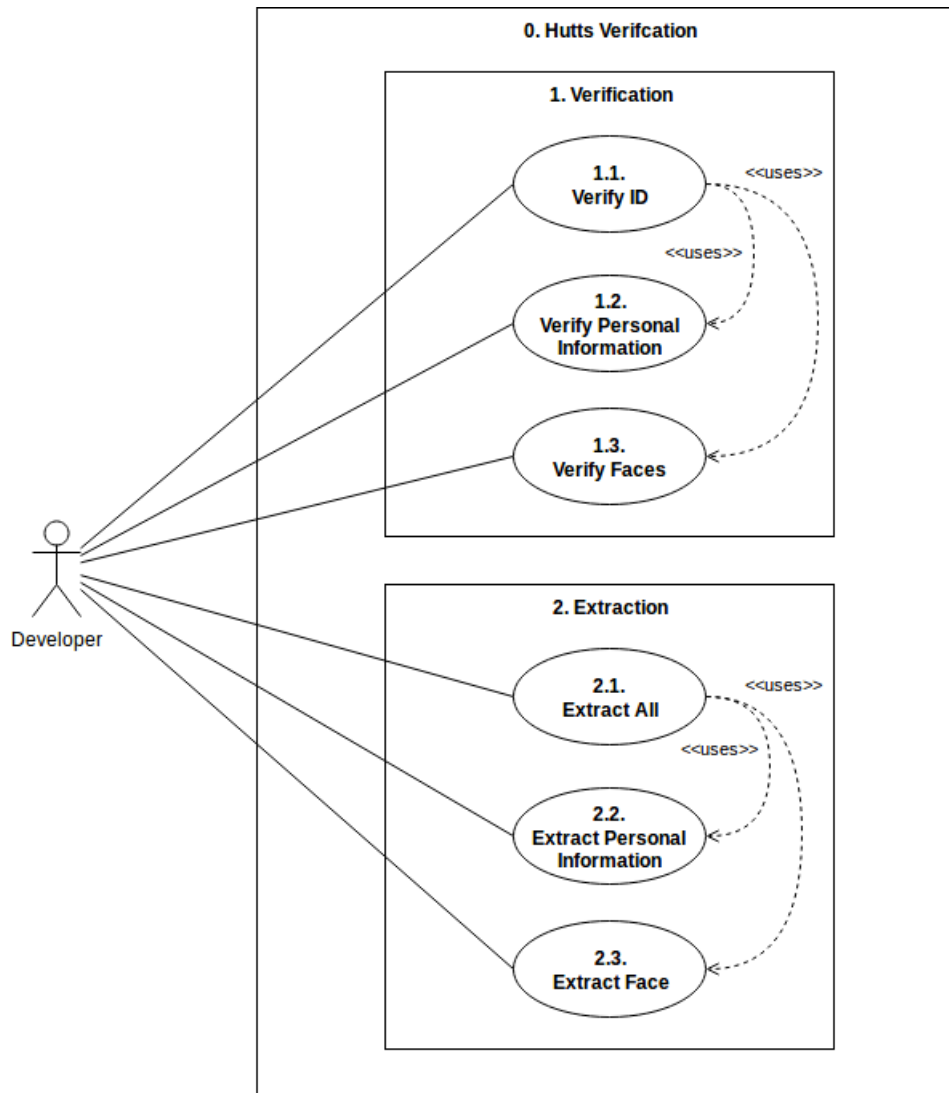 0. Hutts Verifcation
1. Verification
1.1.
Verify ID
<<uses>>
<<uses>>
1.2.
Verify Personal
Information
1.3.
Verify Faces
Developer
2. Extraction
2.1.
Extract All
<<uses>>
<<uses>>
2.2.
Extract Personal
Information
2.3.
Extract Face